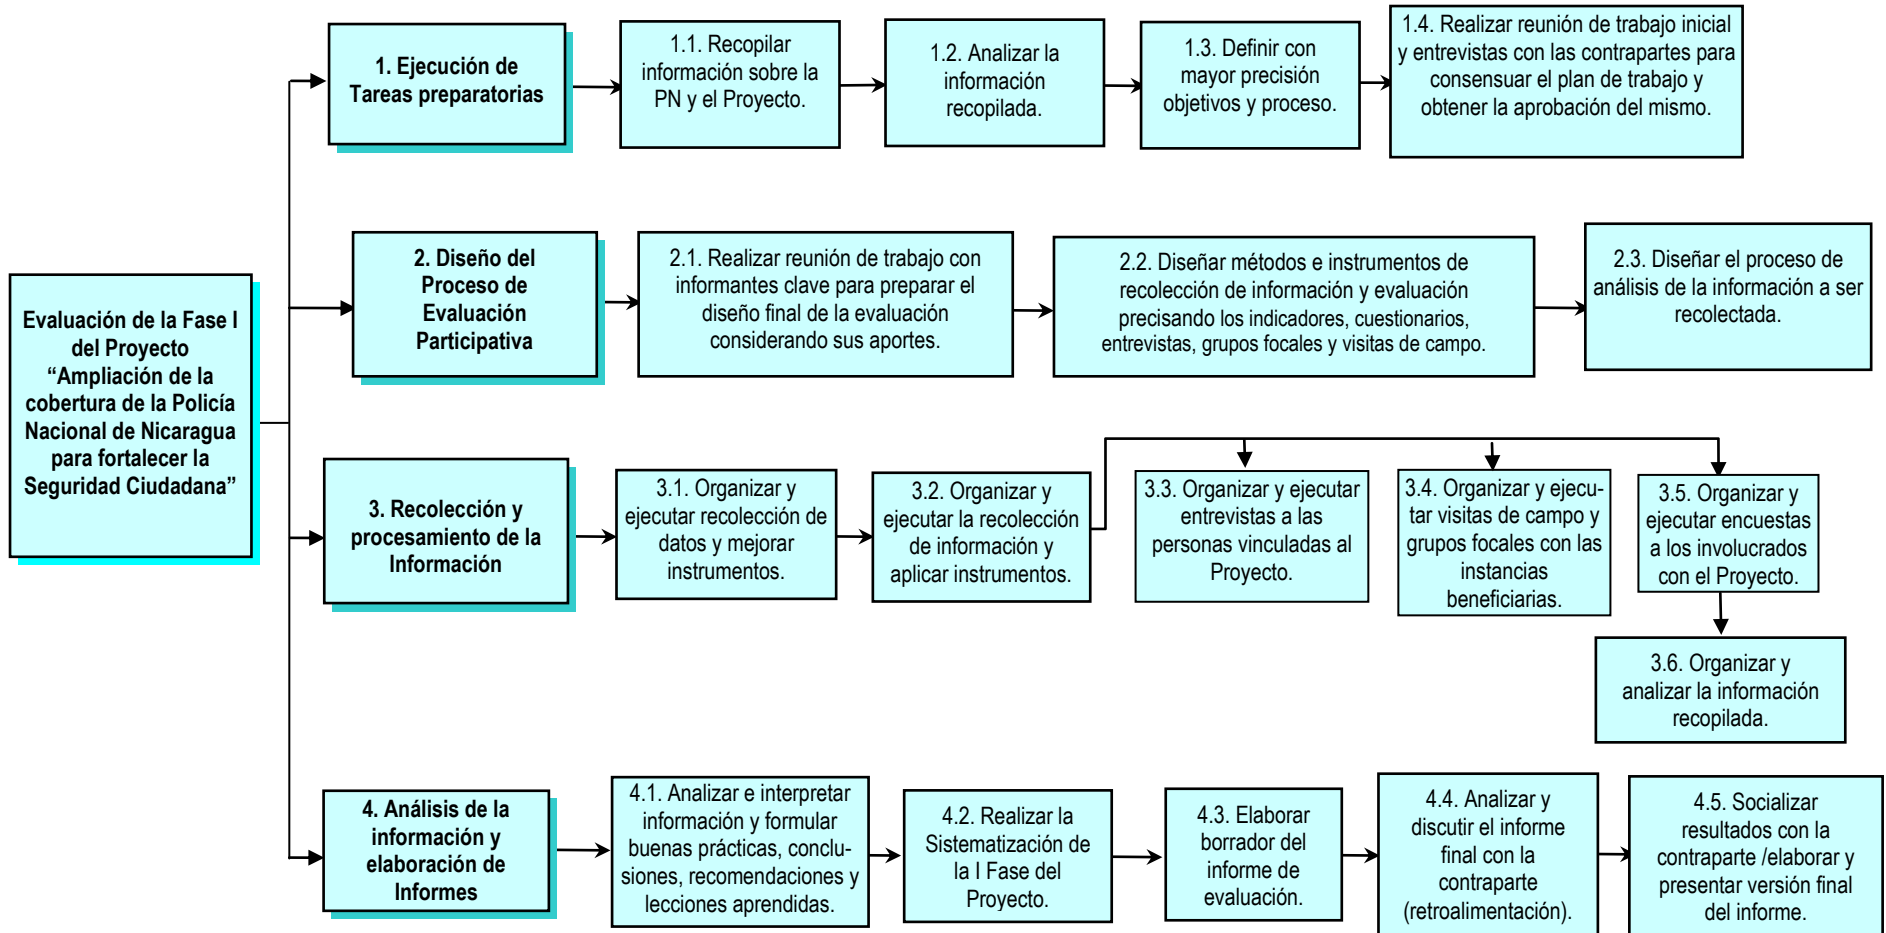 Evaluación de la Fase I
del Proyecto
“Ampliación de la
cobertura de la Policía
Nacional de Nicaragua
para fortalecer la
Seguridad Ciudadana”
1. Ejecución de
Tareas preparatorias
1.1. Recopilar
información sobre la
PN y el Proyecto.
1.2. Analizar la
información
recopilada.
1.3. Definir con
mayor precisión
objetivos y proceso.
1.4. Realizar reunión de trabajo inicial
y entrevistas con las contrapartes para
consensuar el plan de trabajo y
obtener la aprobación del mismo.
2. Diseño del
Proceso de
Evaluación
Participativa
2.1. Realizar reunión de trabajo con
informantes clave para preparar el
diseño final de la evaluación
considerando sus aportes.
2.2. Diseñar métodos e instrumentos de
recolección de información y evaluación
precisando los indicadores, cuestionarios,
entrevistas, grupos focales y visitas de campo.
2.3. Diseñar el proceso de
análisis de la información a ser
recolectada.
3. Recolección y
procesamiento de la
Información
3.1. Organizar y
ejecutar recolección de
datos y mejorar
instrumentos.
3.2. Organizar y
ejecutar la recolección
de información y
aplicar instrumentos.
3.3. Organizar y ejecutar
entrevistas a las
personas vinculadas al
Proyecto.
3.4. Organizar y ejecu-
tar visitas de campo y
grupos focales con las
instancias
beneficiarias.
3.5. Organizar y
ejecutar encuestas
a los involucrados
con el Proyecto.
3.6. Organizar y
analizar la información
recopilada.
4. Análisis de la
información y
elaboración de
Informes
4.1. Analizar e interpretar
información y formular
buenas prácticas, conclu-
siones, recomendaciones y
lecciones aprendidas.
4.2. Realizar la
Sistematización de
la I Fase del
Proyecto.
4.3. Elaborar
borrador del
informe de
evaluación.
4.4. Analizar y
discutir el informe
final con la
contraparte
(retroalimentación).
4.5. Socializar
resultados con la
contraparte /elaborar y
presentar versión final
del informe.